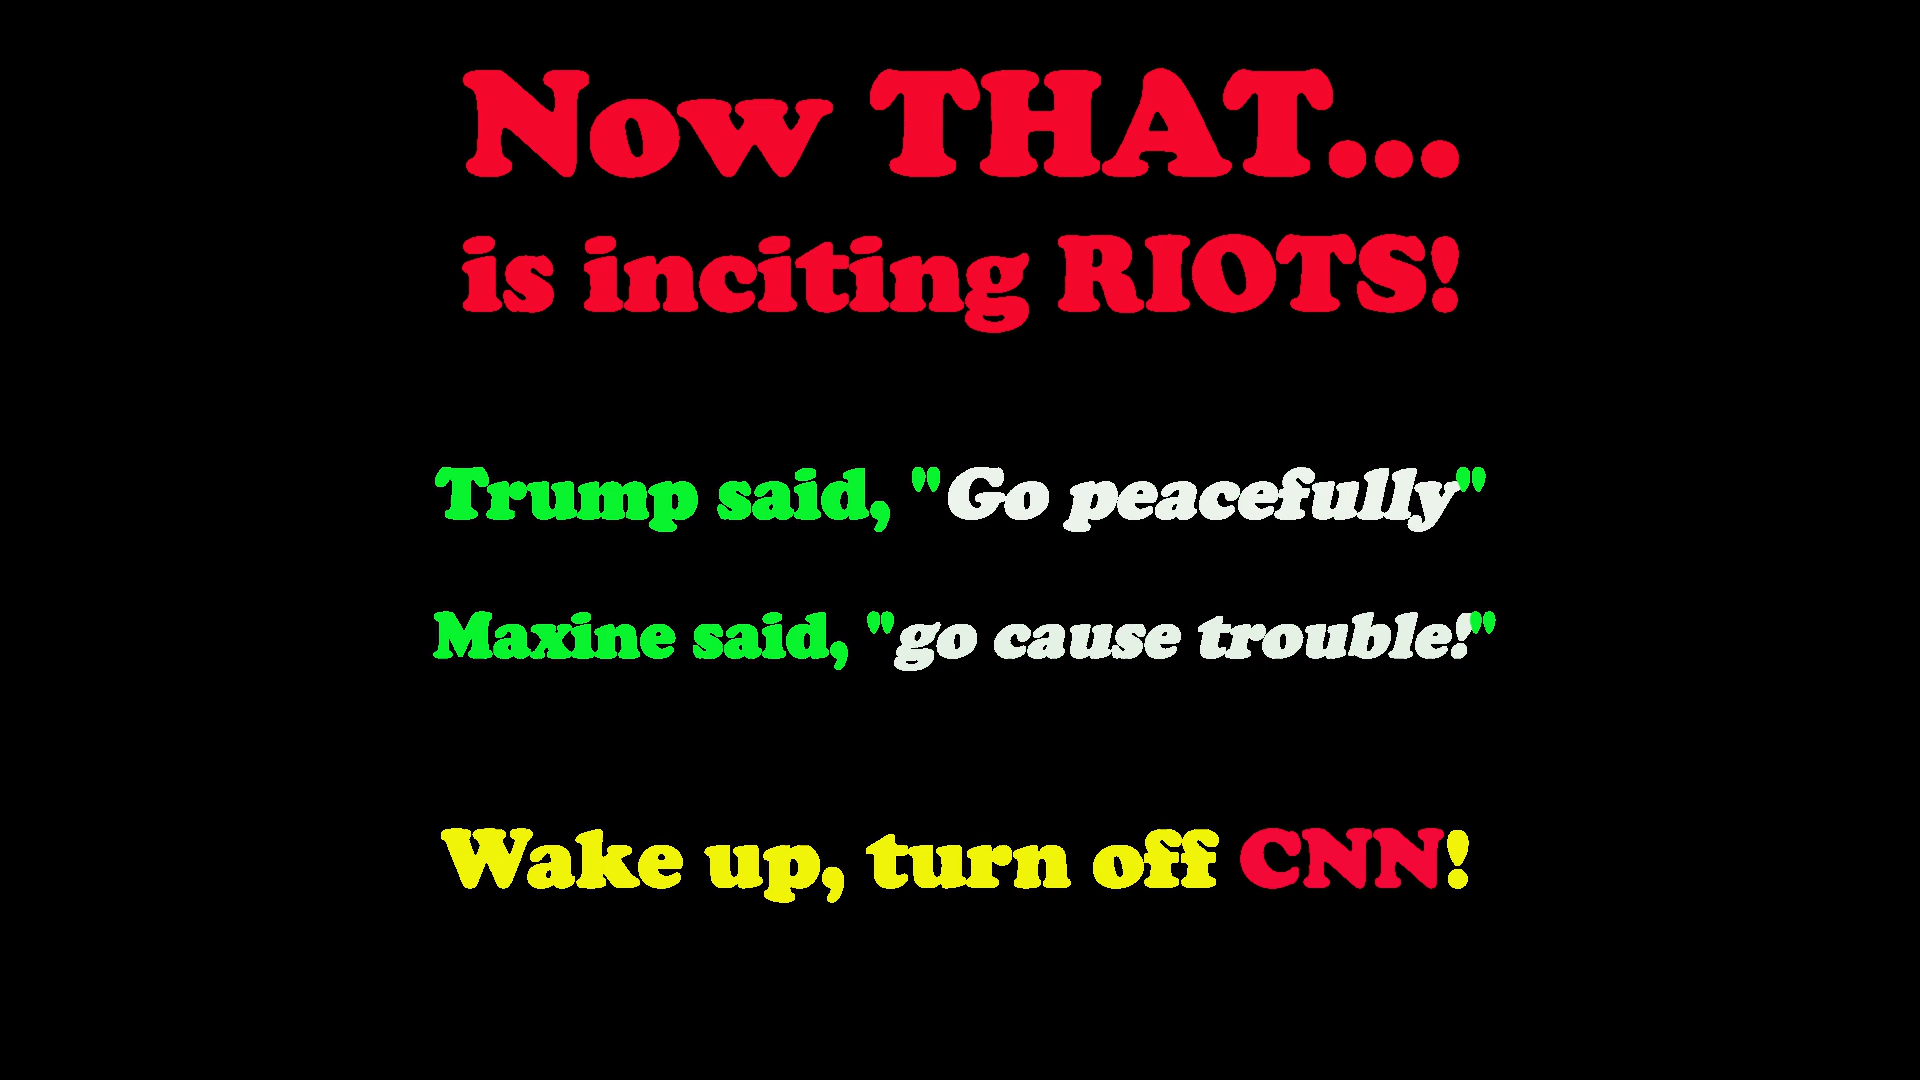 Now THAT...
is inciting RIOTS!
Trump said, "Go peacefully"
Maxine said, "go cause trouble!"
Wake up, turn off CNN!